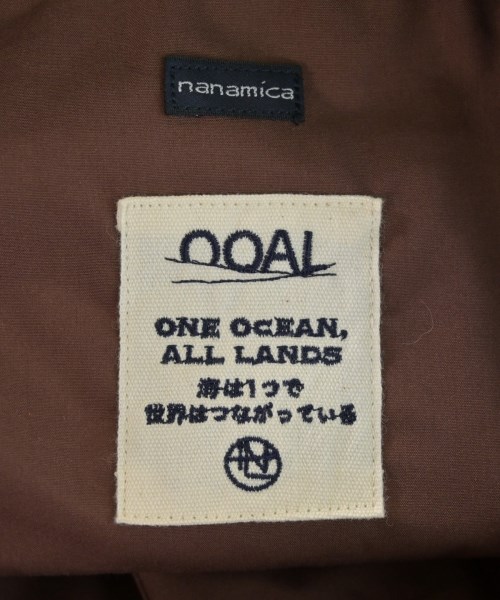 nanamica
OOAL
ONE OCEAN,
ALL LANDS
海は1つで
世界はつながっている